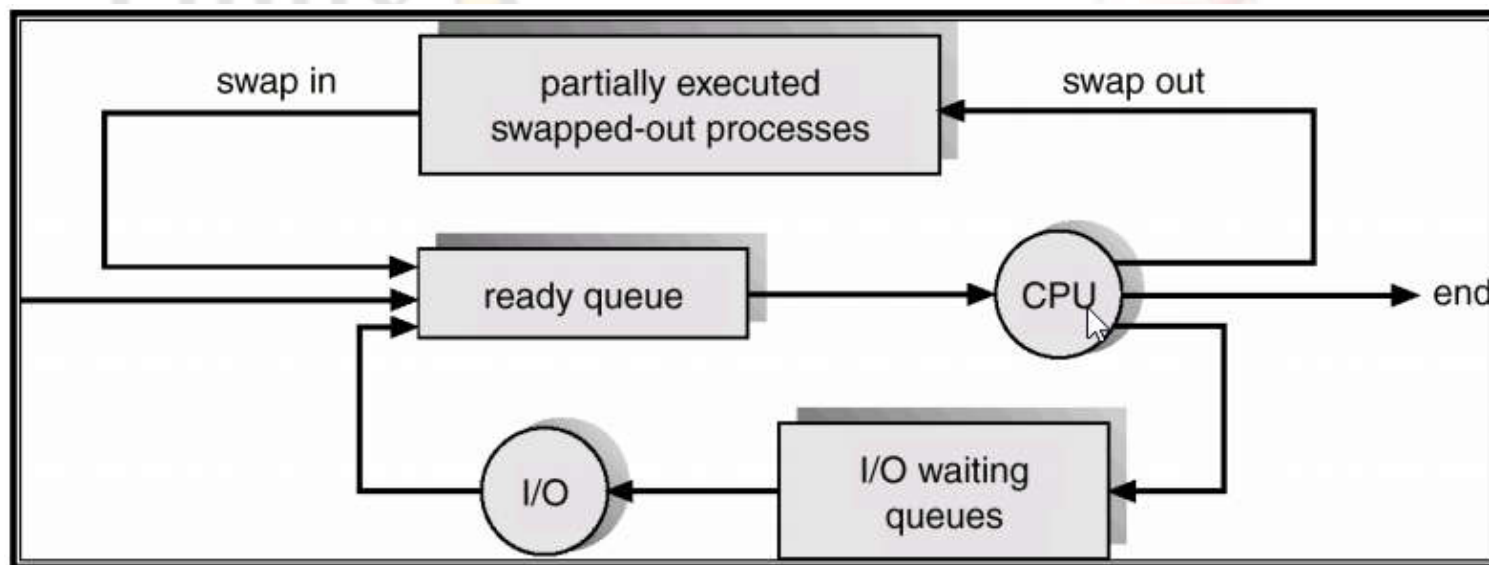 swap in
partially executed
swapped-out processes
swap out
ready queue
CPU
end
I/O
I/O waiting
queues